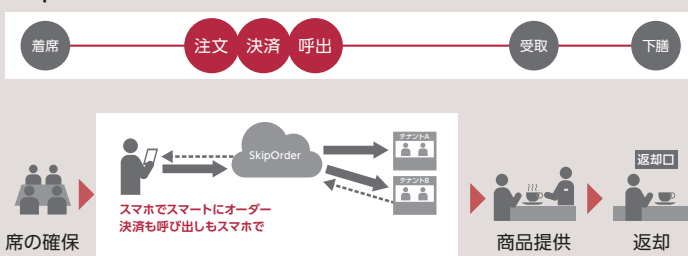 着席
注文
決済
呼出
受取
下膳
SkipOrder
テナントA
テナントB
返却口
スマホでスマートにオーダー
決済も呼び出しもスマホで
席の確保
商品提供
返却